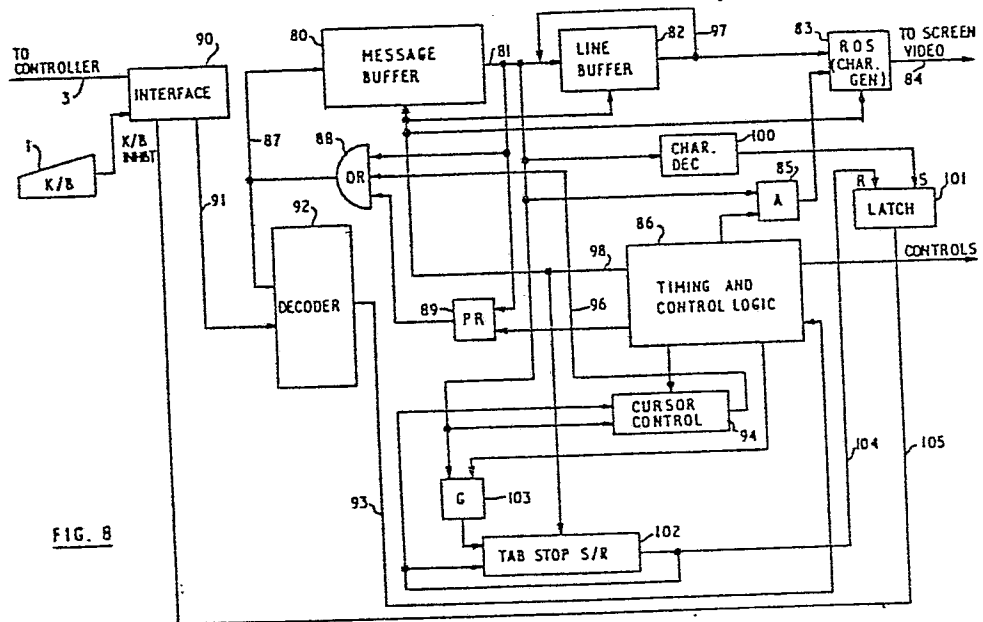 TO
CONTROLLER
3
90
INTERFACE
1
K/B
K/B
INHBT
87
91
80
MESSAGE
BUFFER
81
LINE
BUFFER
82
97
83
ROS
(CHAR.
GEN)
TO SCREEN
VIDEO
84
88
OR
100
CHAR.
DEC
85
A
R
S
101
LATCH
92
DECODER
89
PR
96
98
86
TIMING AND
CONTROL LOGIC
CONTROLS
CURSOR
CONTROL
94
93
G
103
104
105
102
TAB STOP S/R
FIG. 8